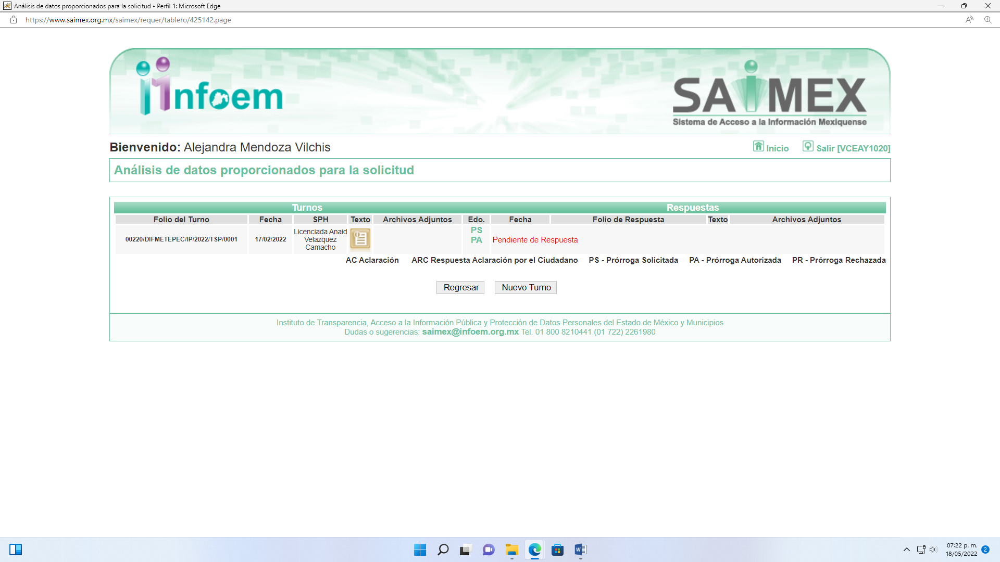 Análisis de datos proporcionados para la solicitud - Perfil 1: Microsoft Edge
https://www.saimex.org.mx/saimex/requer/tablero/425142.page
infoem
SAIMEX
Sistema de Acceso a la Información Mexiquense
Bienvenido: Alejandra Mendoza Vilchis
Inicio Salir [VCEAY1020]
Análisis de datos proporcionados para la solicitud
Turnos Respuestas
Folio del Turno Fecha SPH Texto Archivos Adjuntos Edo. Fecha Folio de Respuesta Texto Archivos Adjuntos
00220/DIFMETEPEC/IP/2022/TSP/0001 17/02/2022
Licenciada Anaid
Velazquez
Camacho
PS
PA
Pendiente de Respuesta
AC Aclaración ARC Respuesta Aclaración por el Ciudadano PS - Prórroga Solicitada PA - Prórroga Autorizada PR - Prórroga Rechazada
Regresar Nuevo Turno
Instituto de Transparencia, Acceso a la Información Pública y Protección de Datos Personales del Estado de México y Municipios
Dudas o sugerencias: saimex@infoem.org.mx Tel. 01 800 8210441 (01 722) 2261980
07:22 p. m.
18/05/2022
2